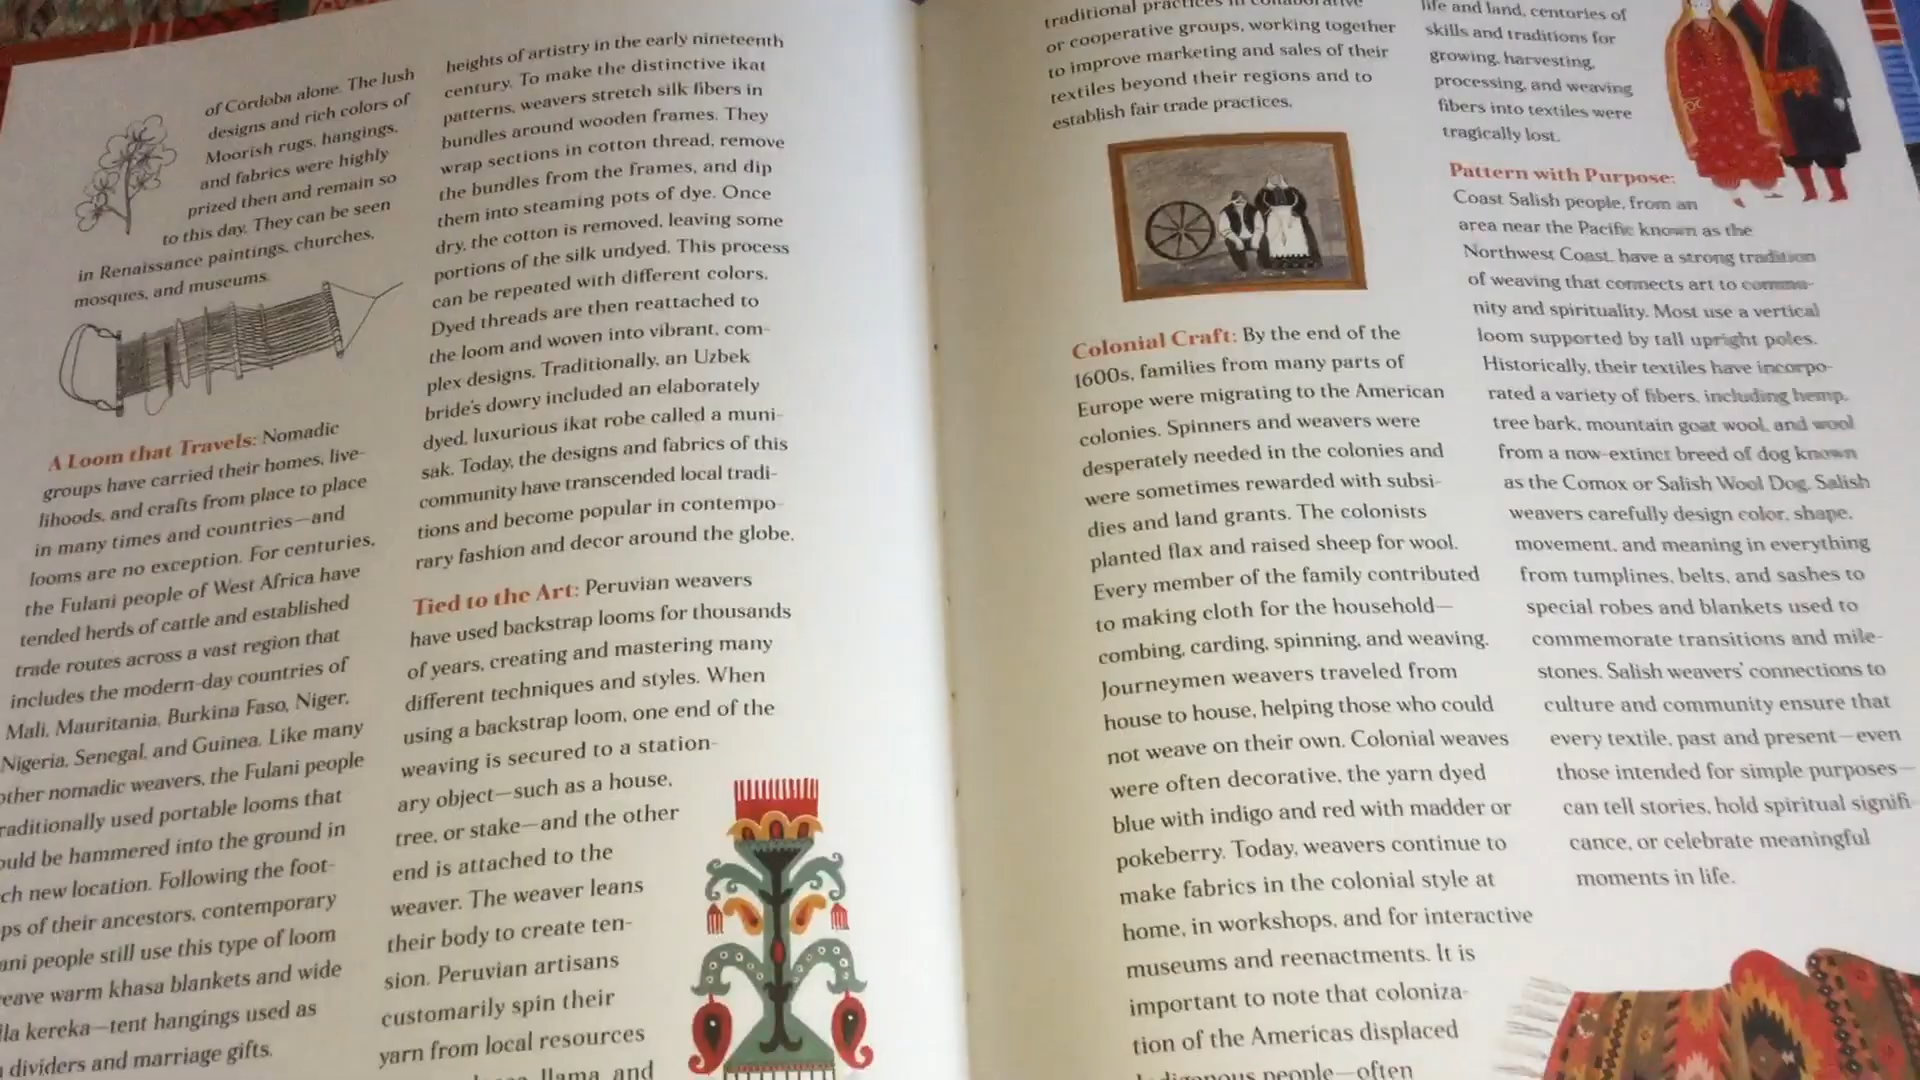 of Córdoba alone. The lush
designs and rich colors of
Moorish rugs, hangings,
and fabrics were highly
prized then and remain so
to this day. They can be seen
in Renaissance paintings, churches,
mosques, and museums.
A Loom that Travels: Nomadic
groups have carried their homes, live-
lihoods, and crafts from place to place
in many times and countries—and
looms are no exception. For centuries,
the Fulani people of West Africa have
tended herds of cattle and established
trade routes across a vast region that
includes the modern-day countries of
Mali, Mauritania, Burkina Faso, Niger,
Nigeria, Senegal, and Guinea. Like many
other nomadic weavers, the Fulani people
raditionally used portable looms that
ould be hammered into the ground in
ch new location. Following the foot-
ps of their ancestors, contemporary
ani people still use this type of loom
eave warm khasa blankets and wide
lla kereka—tent hangings used as
dividers and marriage gifts.
heights of artistry in the early nineteenth
century. To make the distinctive ikat
patterns, weavers stretch silk fibers in
bundles around wooden frames. They
wrap sections in cotton thread, remove
the bundles from the frames, and dip
them into steaming pots of dye. Once
dry, the cotton is removed, leaving some
portions of the silk undyed. This process
can be repeated with different colors.
Dyed threads are then reattached to
the loom and woven into vibrant, com-
plex designs. Traditionally, an Uzbek
bride's dowry included an elaborately
dyed, luxurious ikat robe called a muni-
sak. Today, the designs and fabrics of this
community have transcended local tradi-
tions and become popular in contempo-
rary fashion and decor around the globe.
Tied to the Art: Peruvian weavers
have used backstrap looms for thousands
of years, creating and mastering many
different techniques and styles. When
using a backstrap loom, one end of the
weaving is secured to a station-
ary object—such as a house,
tree, or stake—and the other
end is attached to the
weaver. The weaver leans
their body to create ten-
sion. Peruvian artisans
customarily spin their
yarn from local resources
llama, and
traditional practices in collaborative
or cooperative groups, working together
to improve marketing and sales of their
textiles beyond their regions and to
establish fair trade practices.
Colonial Craft: By the end of the
1600s, families from many parts of
Europe were migrating to the American
colonies. Spinners and weavers were
desperately needed in the colonies and
were sometimes rewarded with subsi-
dies and land grants. The colonists
planted flax and raised sheep for wool.
Every member of the family contributed
to making cloth for the household—
combing, carding, spinning, and weaving.
Journeymen weavers traveled from
house to house, helping those who could
not weave on their own. Colonial weaves
were often decorative, the yarn dyed
blue with indigo and red with madder or
pokeberry. Today, weavers continue to
make fabrics in the colonial style at
home, in workshops, and for interactive
museums and reenactments. It is
important to note that coloniza-
tion of the Americas displaced
Indigenous people—often
life and land, centuries of
skills and traditions for
growing, harvesting,
processing, and weaving
fibers into textiles were
tragically lost.
Pattern with Purpose:
Coast Salish people, from an
area near the Pacific known as the
Northwest Coast, have a strong tradition
of weaving that connects art to commu-
nity and spirituality. Most use a vertical
loom supported by tall upright poles.
Historically, their textiles have incorpo-
rated a variety of fibers, including hemp,
tree bark, mountain goat wool, and wool
from a now-extinct breed of dog known
as the Comox or Salish Wool Dog. Salish
weavers carefully design color, shape,
movement, and meaning in everything
from tumplines, belts, and sashes to
special robes and blankets used to
commemorate transitions and mile-
stones. Salish weavers' connections to
culture and community ensure that
every textile, past and present—even
those intended for simple purposes—
can tell stories, hold spiritual signifi-
cance, or celebrate meaningful
moments in life.